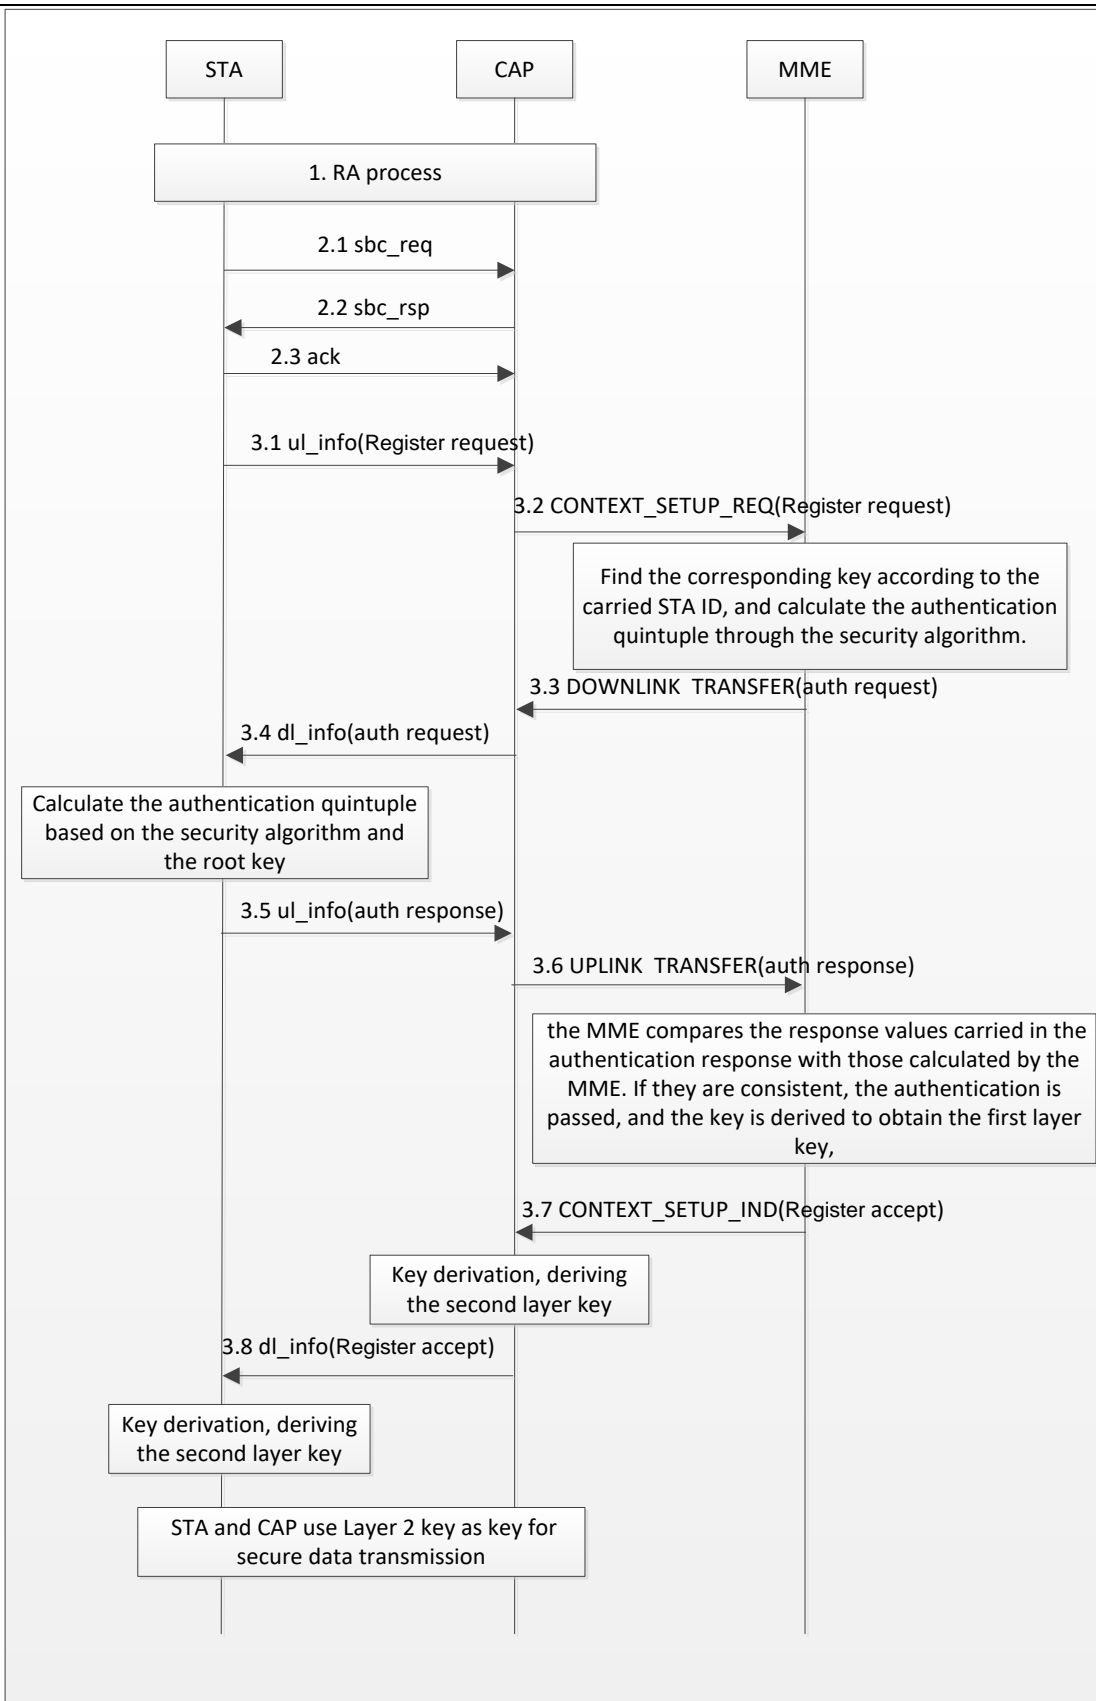 STA
CAP
MME
1. RA process
2.1 sbc_req
2.2 sbc_rsp
2.3 ack
3.1 ul_info(Register request)
3.2 CONTEXT_SETUP_REQ(Register request)
Find the corresponding key according to the
carried STA ID, and calculate the authentication
quintuple through the security algorithm.
3.3 DOWNLINK TRANSFER(auth request)
3.4 dl_info(auth request)
Calculate the authentication quintuple
based on the security algorithm and
the root key
3.5 ul_info(auth response)
3.6 UPLINK TRANSFER(auth response)
the MME compares the response values carried in the
authentication response with those calculated by the
MME. If they are consistent, the authentication is
passed, and the key is derived to obtain the first layer
key,
3.7 CONTEXT_SETUP_IND(Register accept)
Key derivation, deriving
the second layer key
3.8 dl_info(Register accept)
Key derivation, deriving
the second layer key
STA and CAP use Layer 2 key as key for
secure data transmission